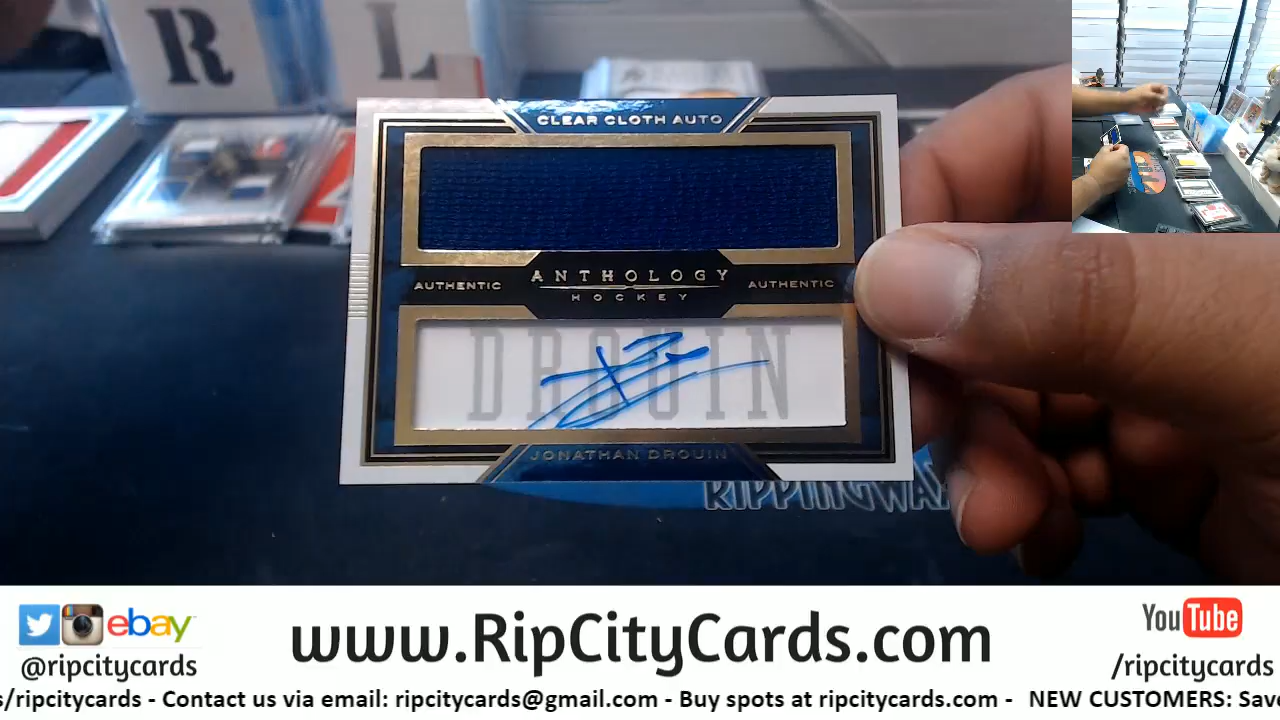 R L
CLEAR CLOTH AUTO
AUTHENTIC ANTHOLOGY AUTHENTIC
HOCKEY
DROUIN
JONATHAN DROUIN
RIPPINGWAX
ebay
www.RipCityCards.com
YouTube
@ripcitycards
/ripcitycards
s/ripcitycards - Contact us via email: ripcitycards@gmail.com - Buy spots at ripcitycards.com - NEW CUSTOMERS: Save